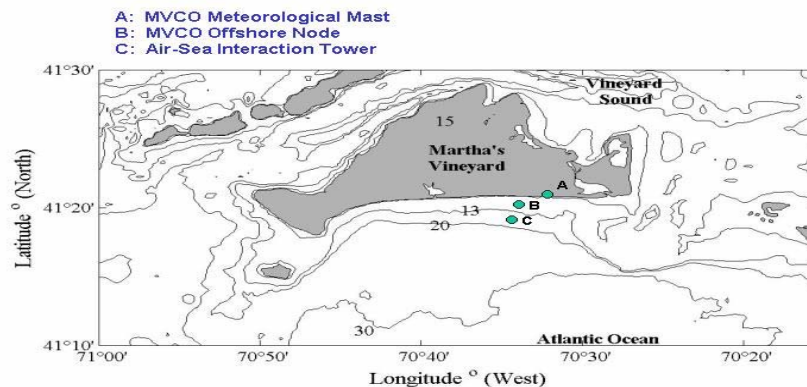 A: MVCO Meteorological Mast
B: MVCO Offshore Node
C: Air-Sea Interaction Tower
41°30'
Vineyard
Sound
15
Martha's
Vineyard
A
Latitude ° (North)
41°20'
13
B
20
C
30
Atlantic Ocean
41°10'
71°00'
70°50'
70°40'
70°30'
70°20'
Longitude ° (West)